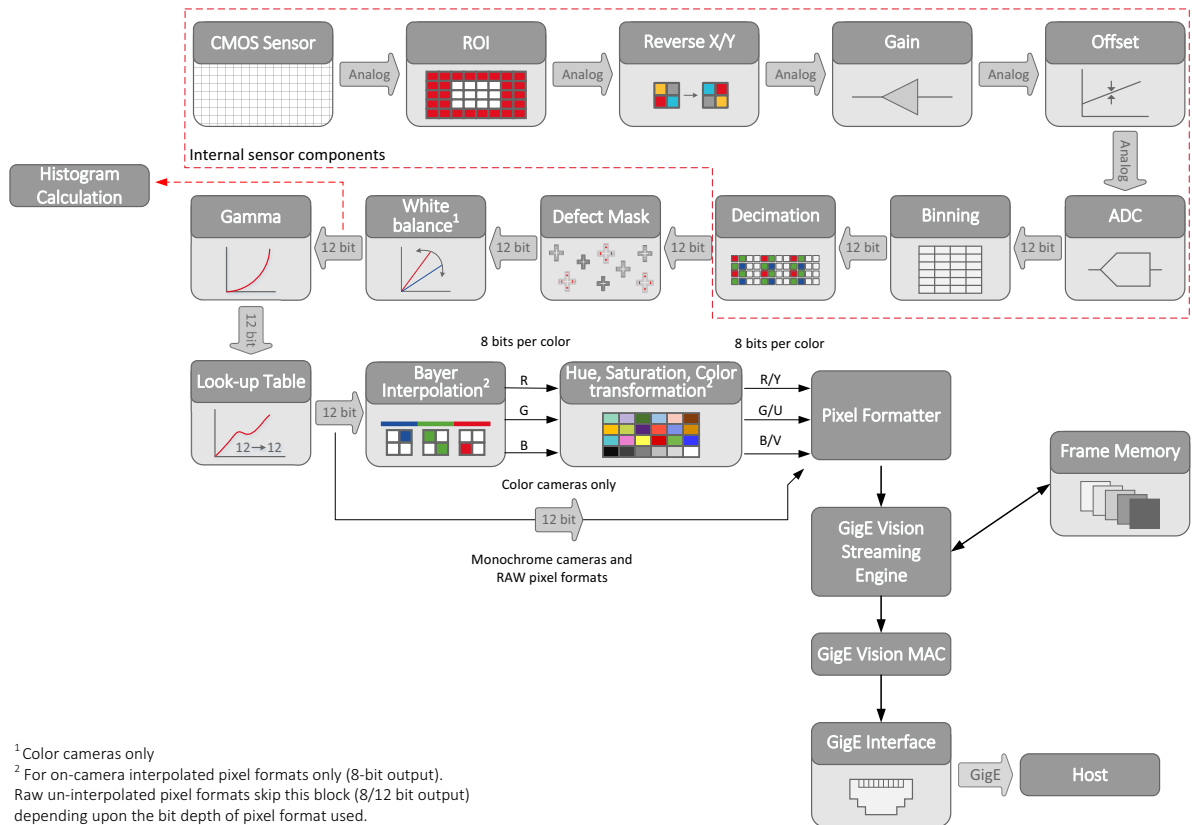 CMOS Sensor
Analog
ROI
Analog
Reverse X/Y
Analog
Gain
Analog
Offset
Internal sensor components
Analog
Histogram
Calculation
Gamma
12 bit
White
balance¹
12 bit
Defect Mask
12 bit
Decimation
12 bit
Binning
12 bit
ADC
12 bit
8 bits per color
8 bits per color
Look-up Table
12→12
12 bit
Bayer
Interpolation²
R
G
B
Hue, Saturation, Color
transformation²
R/Y
G/U
B/V
Pixel Formatter
Color cameras only
12 bit
Monochrome cameras and
RAW pixel formats
Frame Memory
GigE Vision
Streaming
Engine
GigE Vision MAC
GigE Interface
GigE
Host
¹ Color cameras only
² For on-camera interpolated pixel formats only (8-bit output).
Raw un-interpolated pixel formats skip this block (8/12 bit output)
depending upon the bit depth of pixel format used.